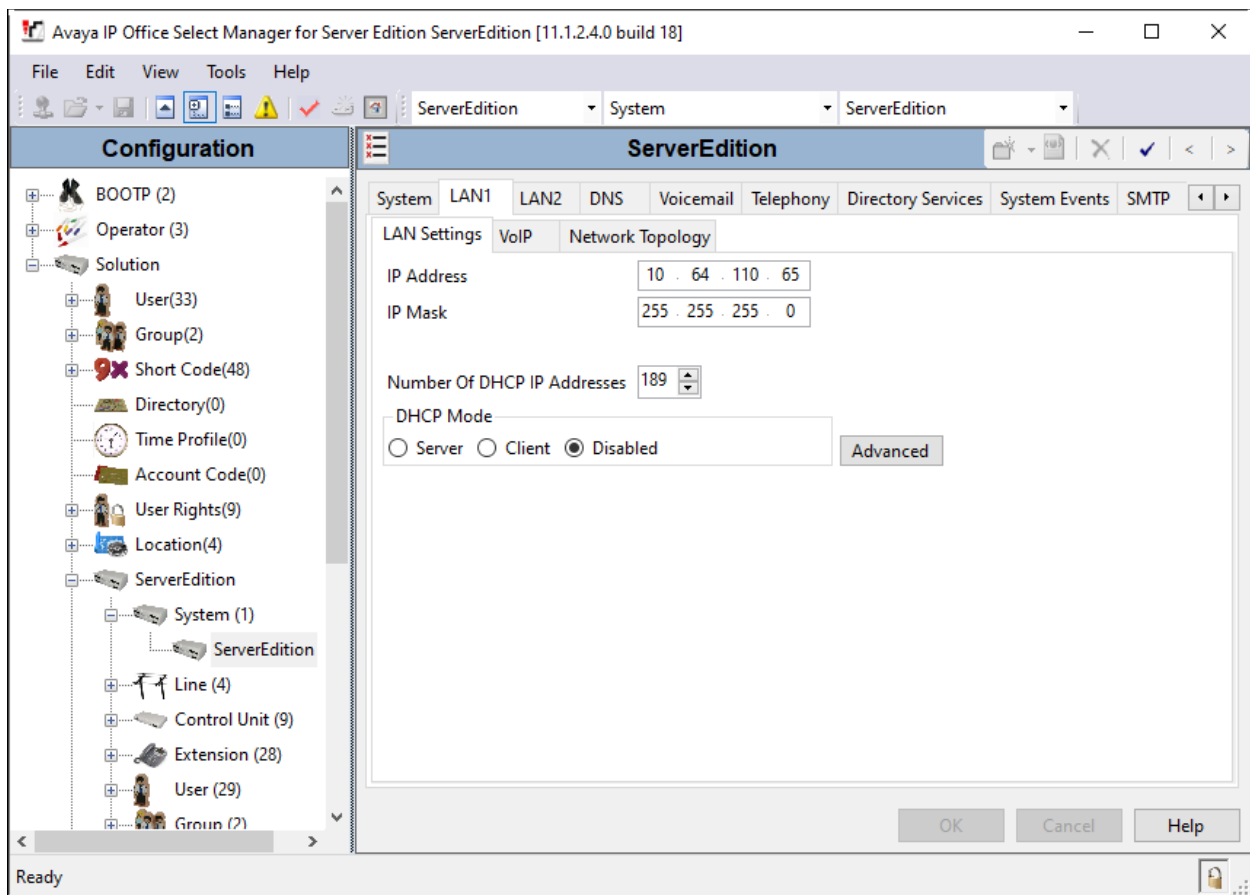 Avaya IP Office Select Manager for Server Edition ServerEdition [11.1.2.4.0 build 18]
File Edit View Tools Help
ServerEdition System ServerEdition
Configuration
BOOTP (2)
Operator (3)
Solution
User(33)
Group(2)
Short Code(48)
Directory(0)
Time Profile(0)
Account Code(0)
User Rights(9)
Location(4)
ServerEdition
System (1)
ServerEdition
Line (4)
Control Unit (9)
Extension (28)
User (29)
Group (2)
ServerEdition
System LAN1 LAN2 DNS Voicemail Telephony Directory Services System Events SMTP
LAN Settings VoIP Network Topology
IP Address 10 . 64 . 110 . 65
IP Mask 255 . 255 . 255 . 0
Number Of DHCP IP Addresses 189
DHCP Mode
Server Client Disabled Advanced
OK Cancel Help
Ready